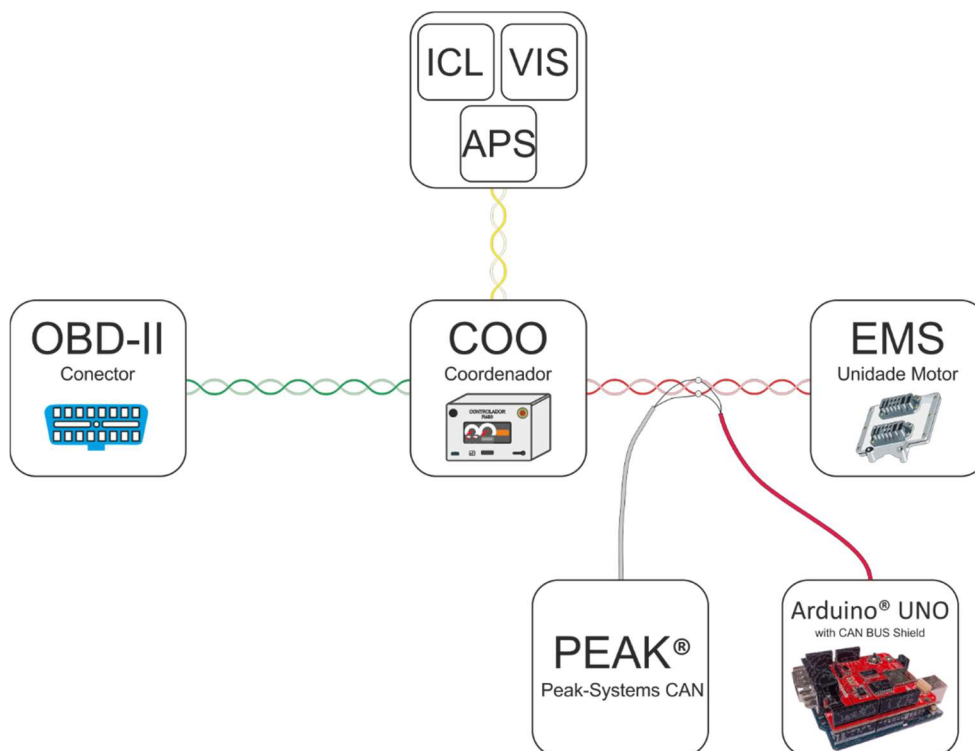 ICL VIS
APS
OBD-II
Conector
COO
Coordenador
CONTROLADOR
EMS
Unidade Motor
PEAK®
Peak-Systems CAN
Arduino® UNO
with CAN BUS Shield